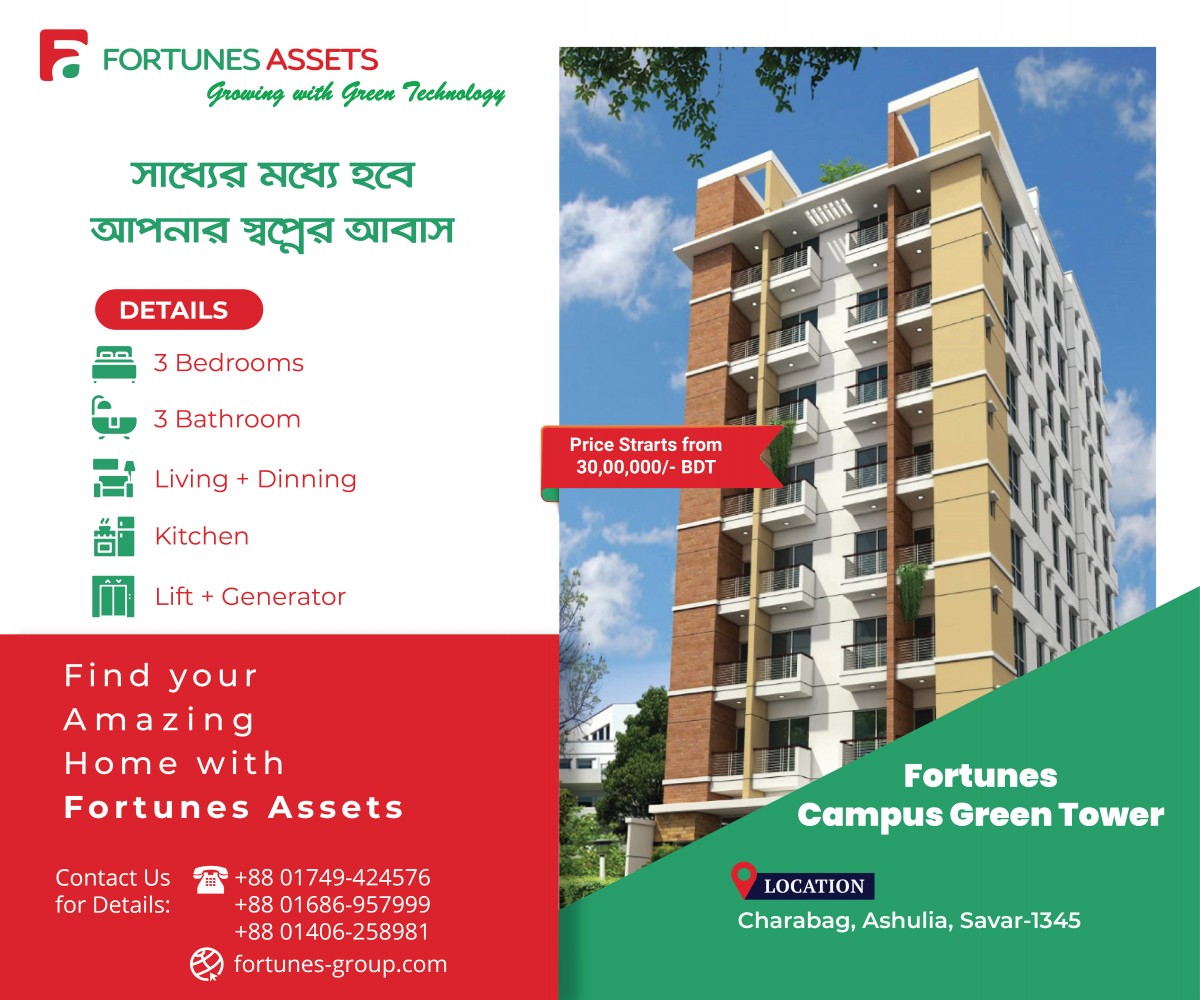 FORTUNES ASSETS
Growing with Green Technology
সাধ্যের মধ্যে হবে
আপনার স্বপ্নের আবাস
DETAILS
3 Bedrooms
3 Bathroom
Living + Dinning
Kitchen
Lift + Generator
Price Strarts from
30,00,000/- BDT
Find your
Amazing
Home with
Fortunes Assets
Contact Us
for Details:
+88 01749-424576
+88 01686-957999
+88 01406-258981
fortunes-group.com
Fortunes
Campus Green Tower
LOCATION
Charabag, Ashulia, Savar-1345